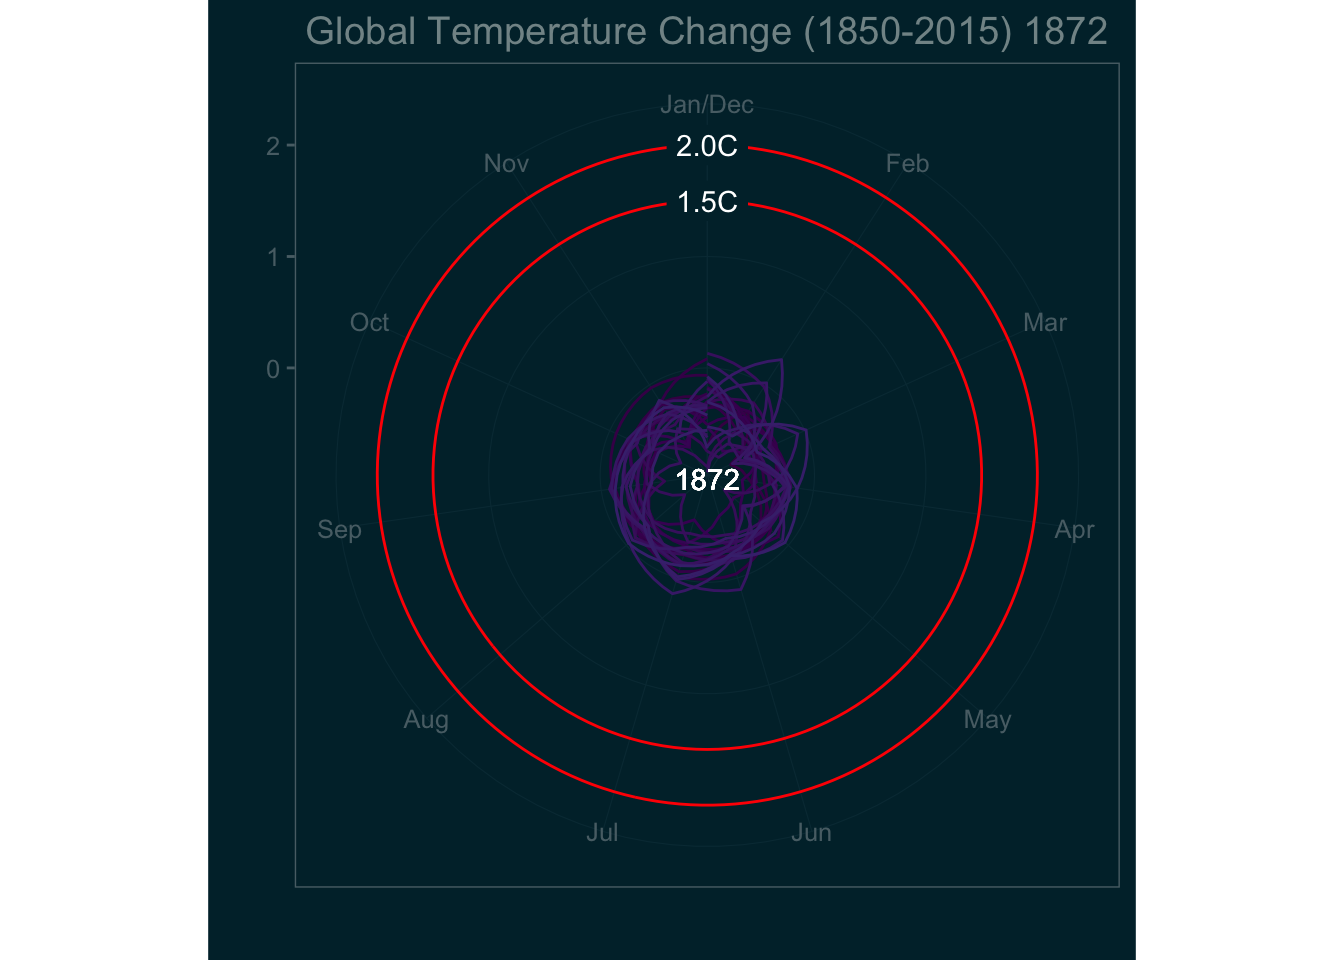 Global Temperature Change (1850-2015) 1872
Jan/Dec
2
2.0C
Nov
Feb
1.5C
1
Oct
Mar
0
1872
Sep
Apr
Aug
May
Jul
Jun